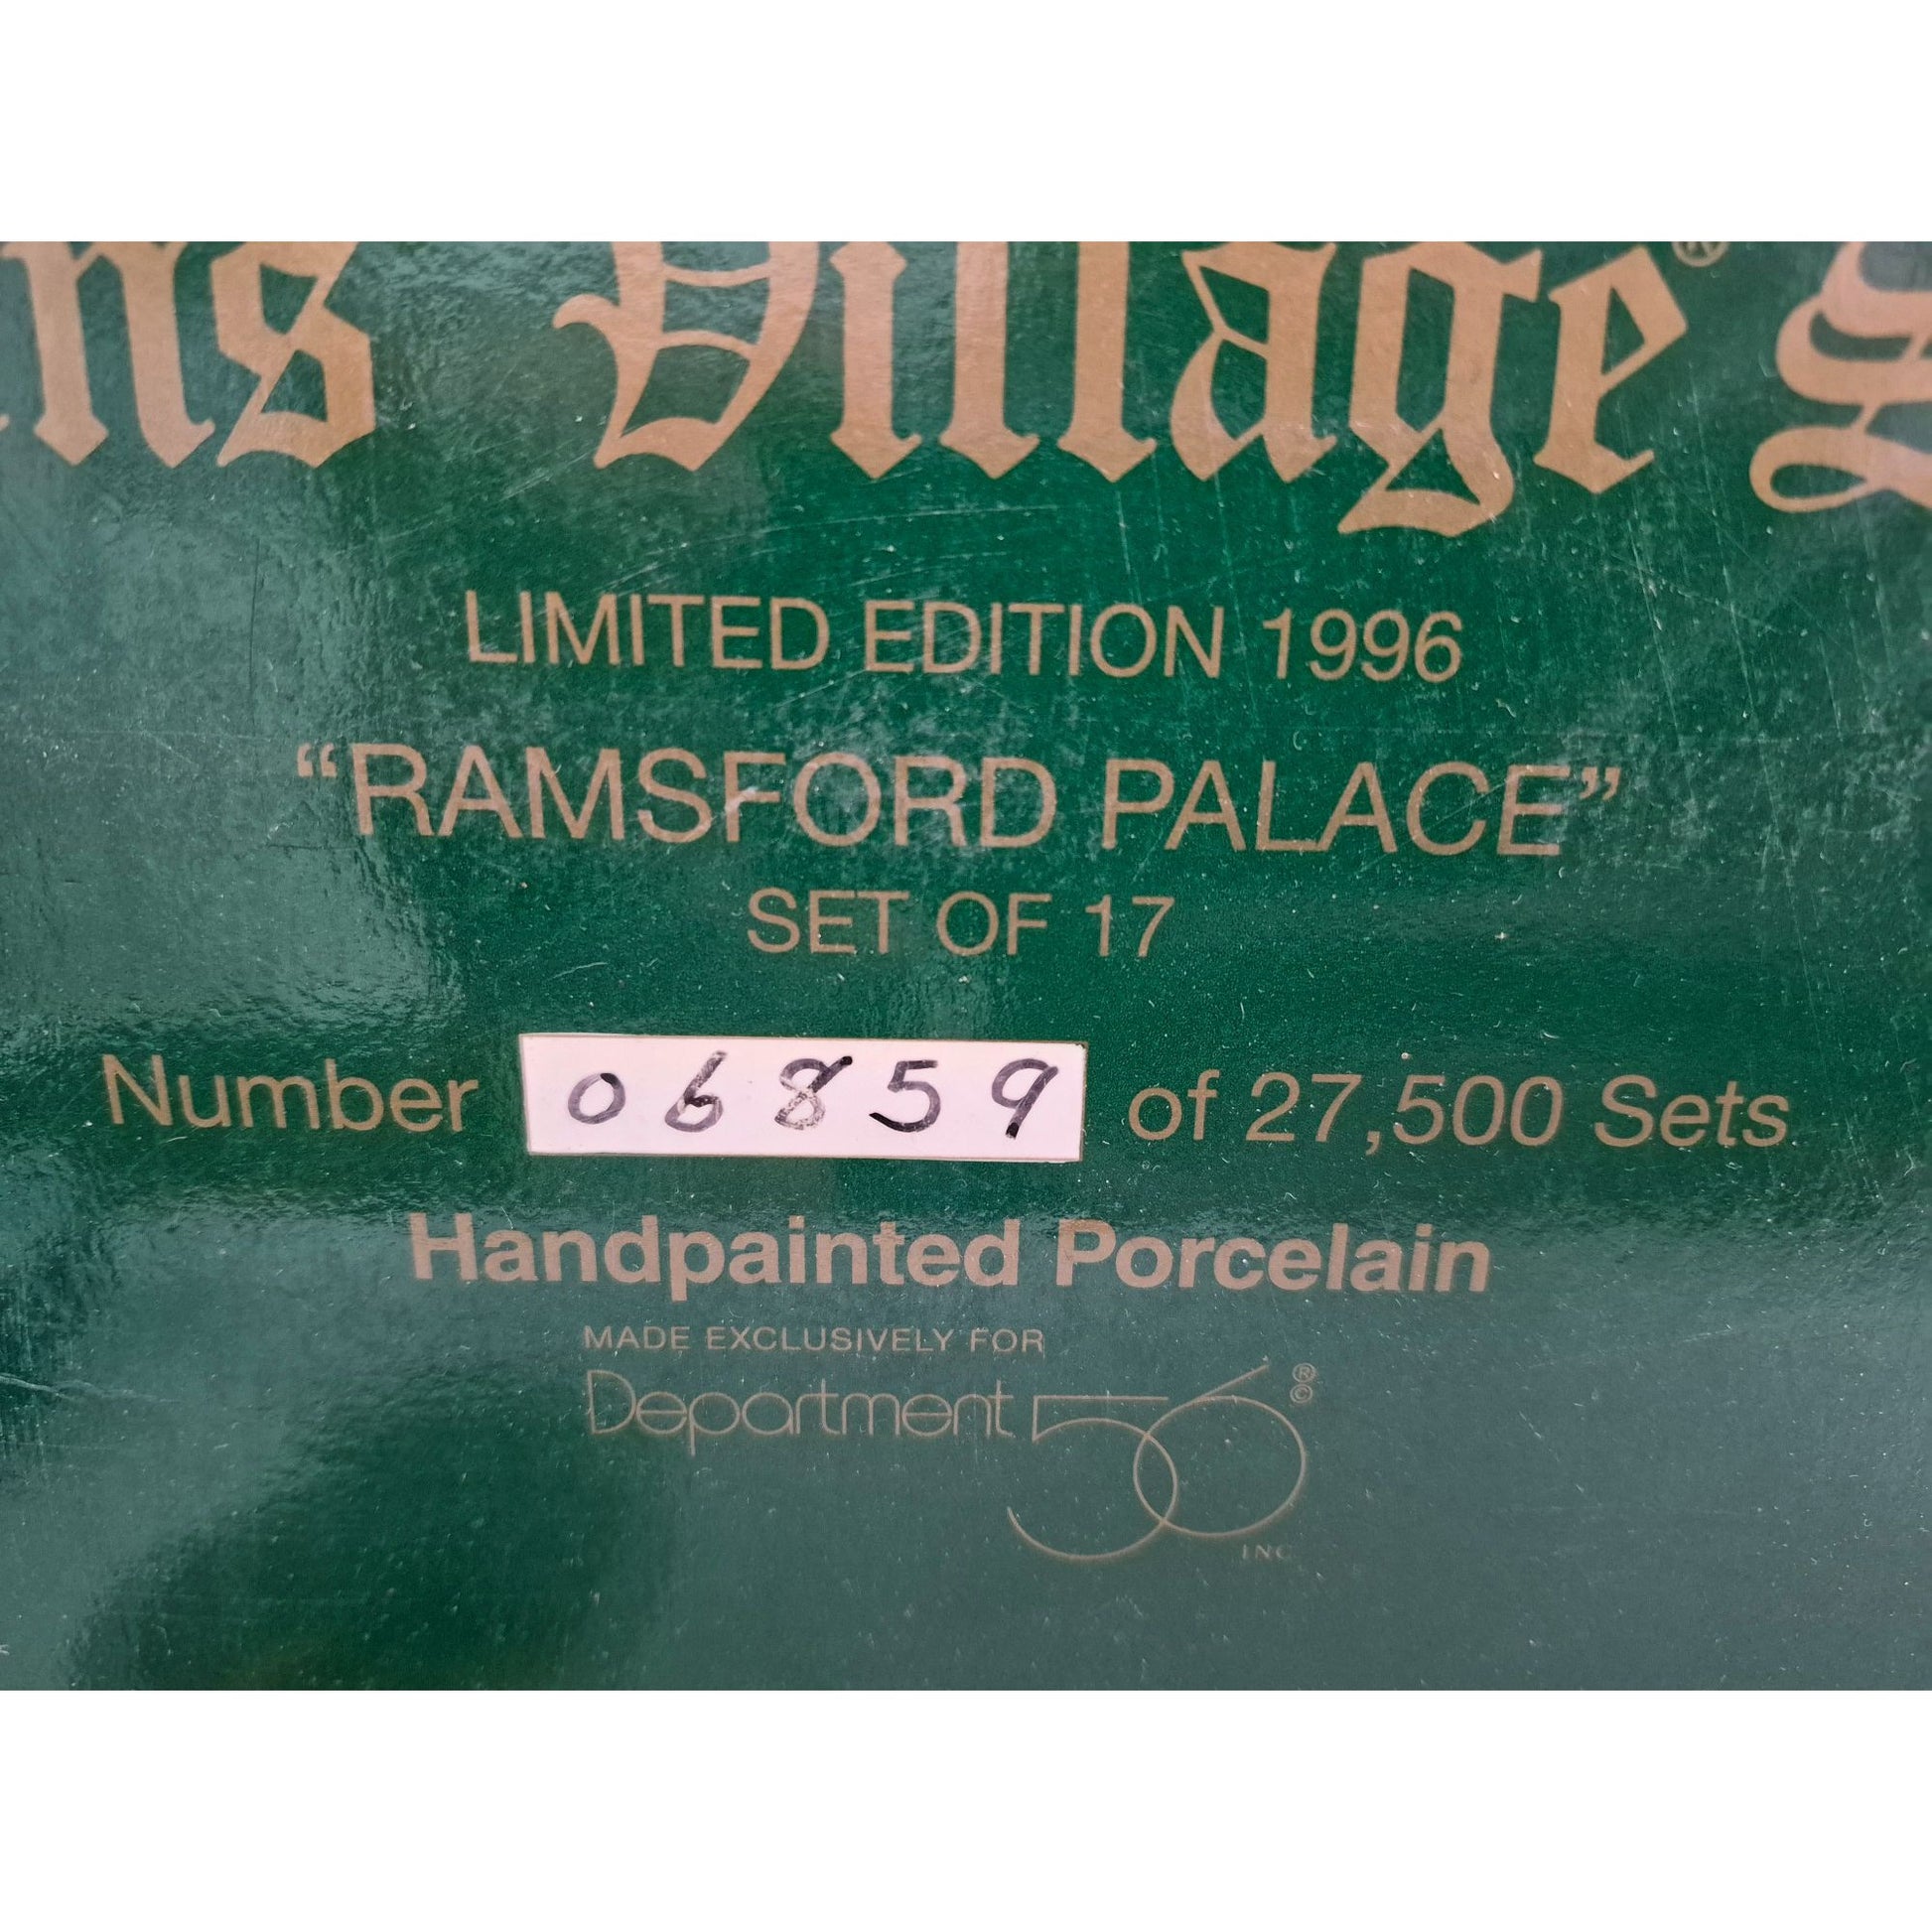 ns' Village®
LIMITED EDITION 1996
“RAMSFORD PALACE”
SET OF 17
Number 06859 of 27,500 Sets
Handpainted Porcelain
MADE EXCLUSIVELY FOR
Department 56 ®©
INC